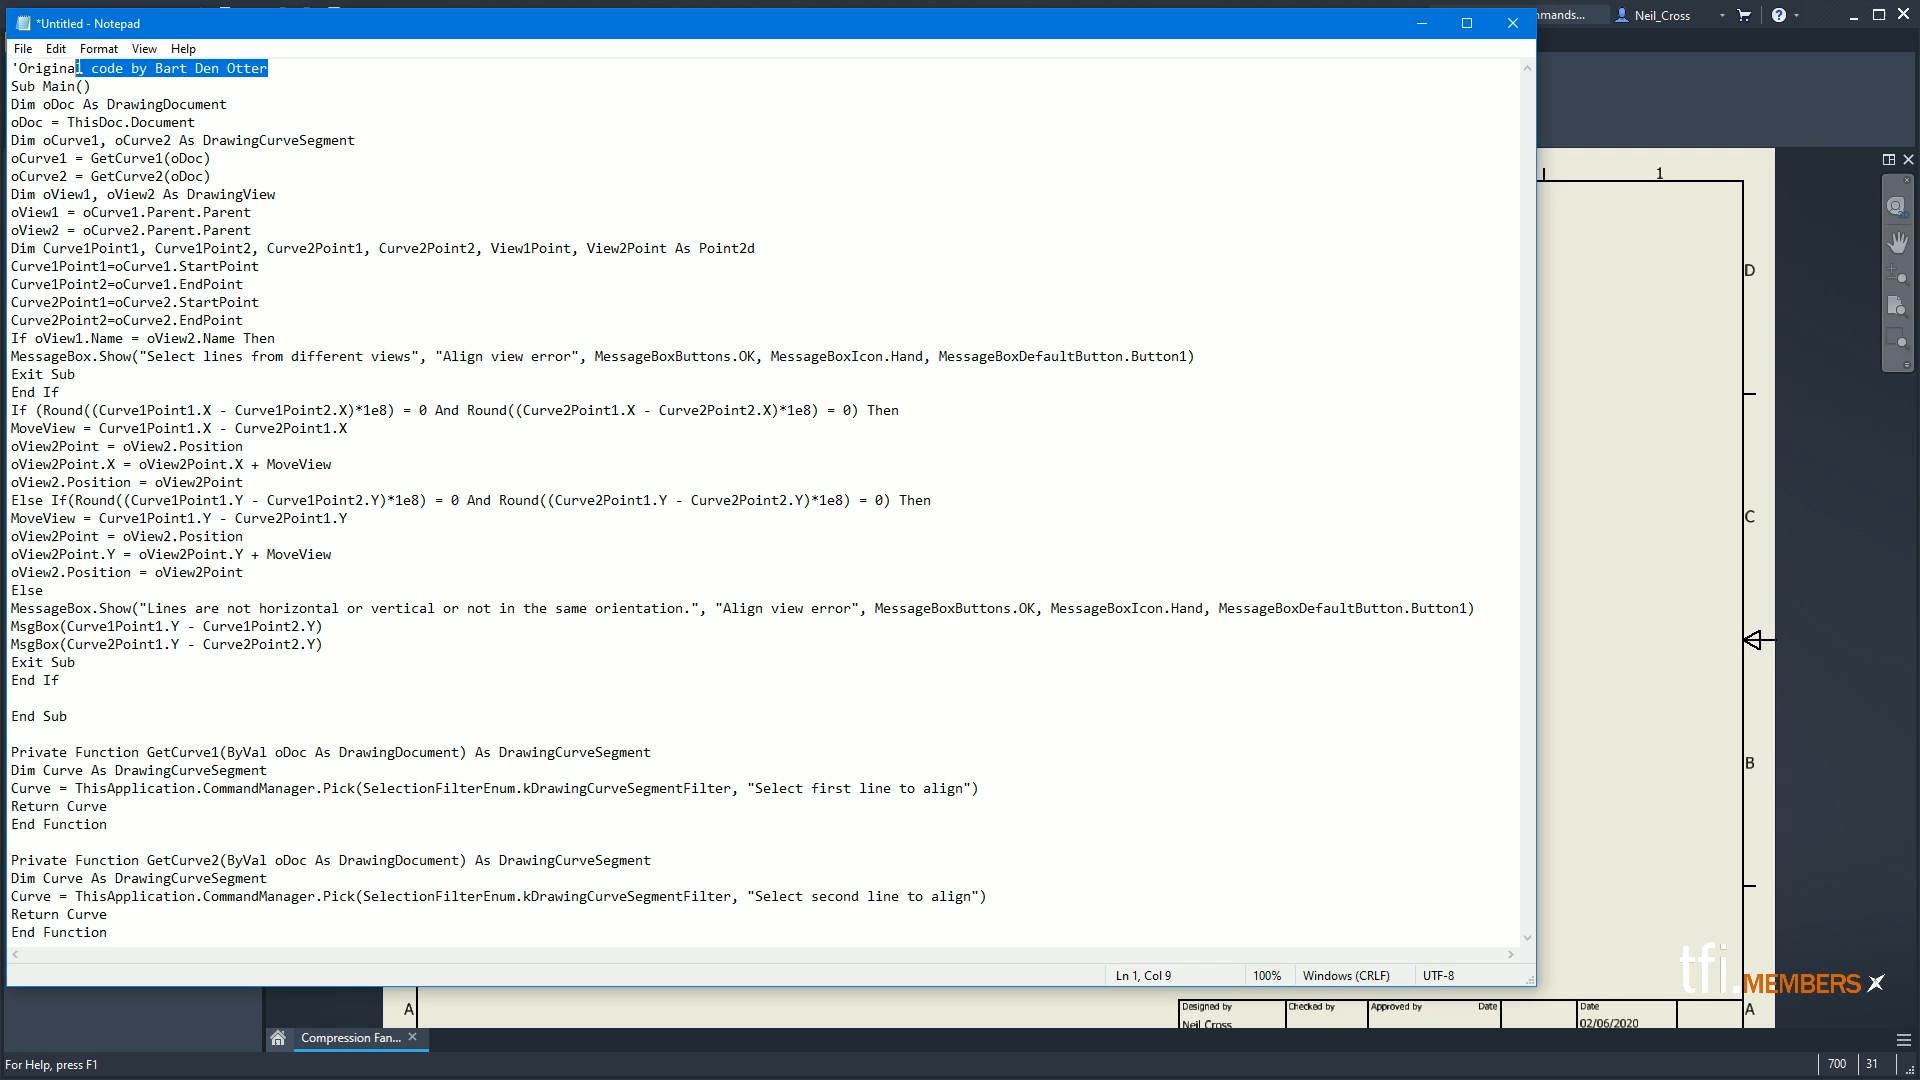 *Untitled - Notepad
mmands...
Neil_Cross
File Edit Format View Help
'Original code by Bart Den Otter
Sub Main()
Dim oDoc As DrawingDocument
oDoc = ThisDoc.Document
Dim oCurve1, oCurve2 As DrawingCurveSegment
oCurve1 = GetCurve1(oDoc)
oCurve2 = GetCurve2(oDoc)
Dim oView1, oView2 As DrawingView
oView1 = oCurve1.Parent.Parent
oView2 = oCurve2.Parent.Parent
Dim Curve1Point1, Curve1Point2, Curve2Point1, Curve2Point2, View1Point, View2Point As Point2d
Curve1Point1=oCurve1.StartPoint
Curve1Point2=oCurve1.EndPoint
Curve2Point1=oCurve2.StartPoint
Curve2Point2=oCurve2.EndPoint
If oView1.Name = oView2.Name Then
MessageBox.Show("Select lines from different views", "Align view error", MessageBoxButtons.OK, MessageBoxIcon.Hand, MessageBoxDefaultButton.Button1)
Exit Sub
End If
If (Round((Curve1Point1.X - Curve1Point2.X)*1e8) = 0 And Round((Curve2Point1.X - Curve2Point2.X)*1e8) = 0) Then
MoveView = Curve1Point1.X - Curve2Point1.X
oView2Point = oView2.Position
oView2Point.X = oView2Point.X + MoveView
oView2.Position = oView2Point
Else If(Round((Curve1Point1.Y - Curve1Point2.Y)*1e8) = 0 And Round((Curve2Point1.Y - Curve2Point2.Y)*1e8) = 0) Then
MoveView = Curve1Point1.Y - Curve2Point1.Y
oView2Point = oView2.Position
oView2Point.Y = oView2Point.Y + MoveView
oView2.Position = oView2Point
Else
MessageBox.Show("Lines are not horizontal or vertical or not in the same orientation.", "Align view error", MessageBoxButtons.OK, MessageBoxIcon.Hand, MessageBoxDefaultButton.Button1)
MsgBox(Curve1Point1.Y - Curve1Point2.Y)
MsgBox(Curve2Point1.Y - Curve2Point2.Y)
Exit Sub
End If
End Sub
Private Function GetCurve1(ByVal oDoc As DrawingDocument) As DrawingCurveSegment
Dim Curve As DrawingCurveSegment
Curve = ThisApplication.CommandManager.Pick(SelectionFilterEnum.kDrawingCurveSegmentFilter, "Select first line to align")
Return Curve
End Function
Private Function GetCurve2(ByVal oDoc As DrawingDocument) As DrawingCurveSegment
Dim Curve As DrawingCurveSegment
Curve = ThisApplication.CommandManager.Pick(SelectionFilterEnum.kDrawingCurveSegmentFilter, "Select second line to align")
Return Curve
End Function
Ln 1, Col 9
100%
Windows (CRLF)
UTF-8
1
D
C
B
A
A
tfi.MEMBERS
Designed by
Checked by
Approved by
Date
Date
Neil Cross
02/06/2020
Compression Fan...
For Help, press F1
700
31